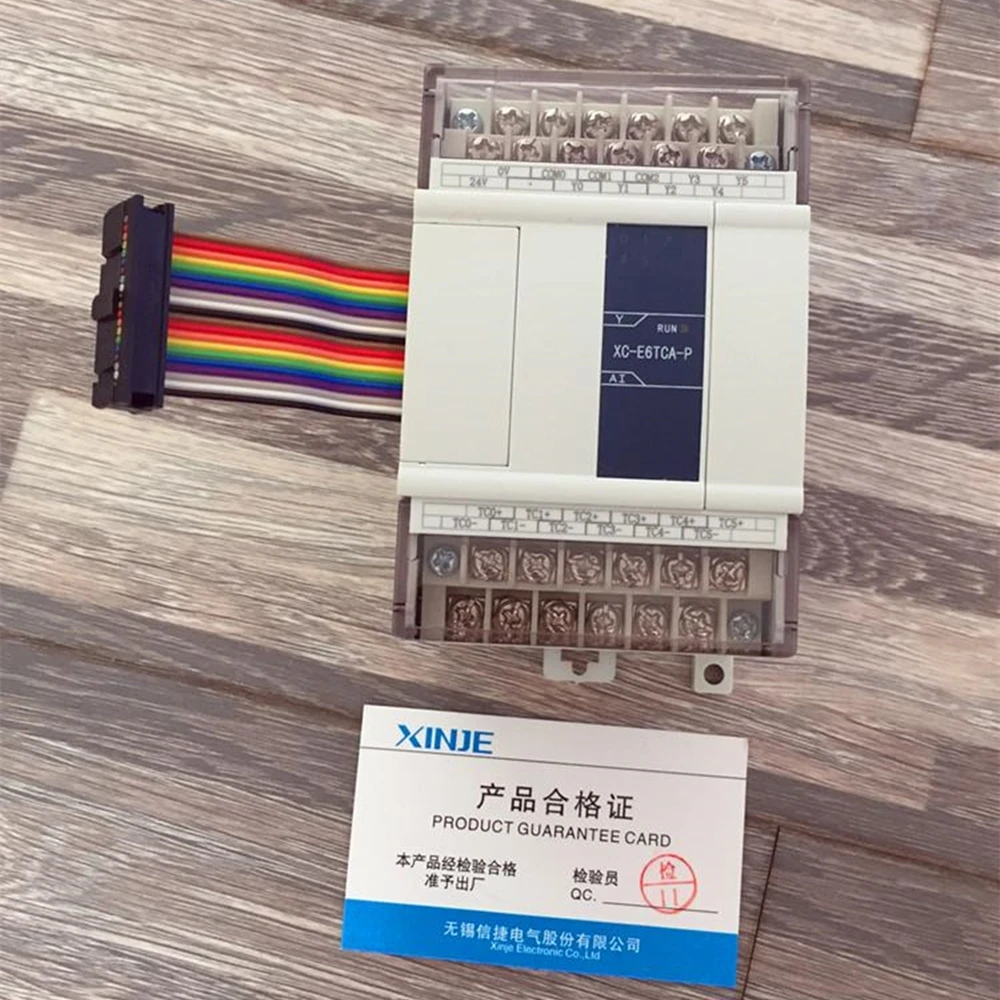 0V COM0 COM1 COM2 Y3 Y5
24V - Y0 Y1 Y2 Y4
Y
RUN
XC-E6TCA-P
AI
TC0+ TC1+ TC2+ TC3+ TC4+ TC5+
TC0- TC1- TC2- TC3- TC4- TC5-
XINJE
产品合格证
PRODUCT GUARANTEE CARD
本产品经检验合格
准予出厂
检验员
QC.
检
11
无锡信捷电气股份有限公司
Xinje Electronic Co.,Ltd